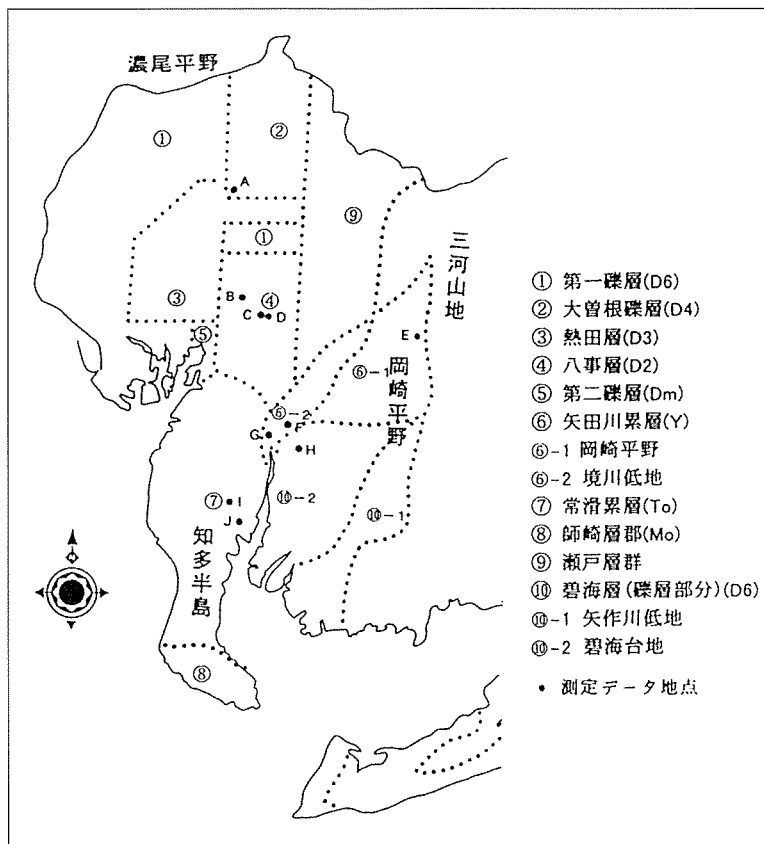 濃尾平野
①
②
A
⑨
①
三河山地
③
B
④
C
D
⑤
E
⑥-1
岡崎平野
⑥-2
F
G
H
⑦
I
⑩-2
J
⑩-1
知多半島
⑧
① 第一礫層(D6)
② 大曽根礫層(D4)
③ 熱田層(D3)
④ 八事層(D2)
⑤ 第二礫層(Dm)
⑥ 矢田川累層(Y)
⑥-1 岡崎平野
⑥-2 境川低地
⑦ 常滑累層(To)
⑧ 師崎層郡(Mo)
⑨ 瀬戸層群
⑩ 碧海層(礫層部分)(D6)
⑩-1 矢作川低地
⑩-2 碧海台地
• 測定データ地点